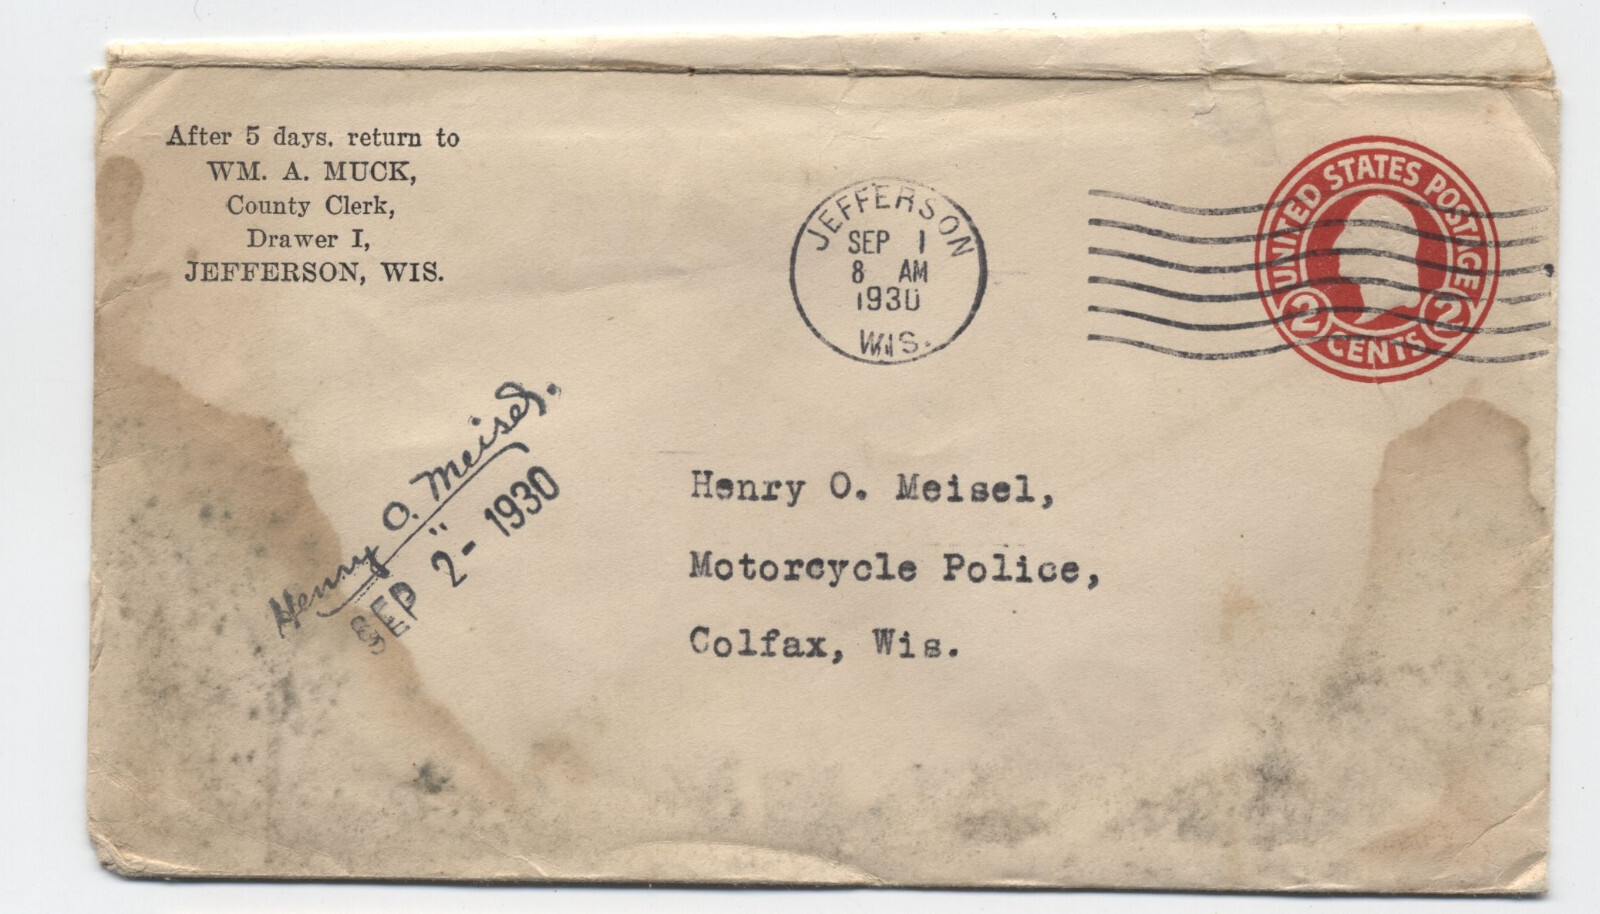 After 5 days, return to
WM. A. MUCK,
County Clerk,
Drawer I,
JEFFERSON, WIS.
JEFFERSON
SEP 1
8 AM
1930
WIS.
UNITED STATES POSTAGE
2 CENTS 2
Henry O. Meisel.
"
SEP 2- 1930
Henry O. Meisel,
Motorcycle Police,
Colfax, Wis.